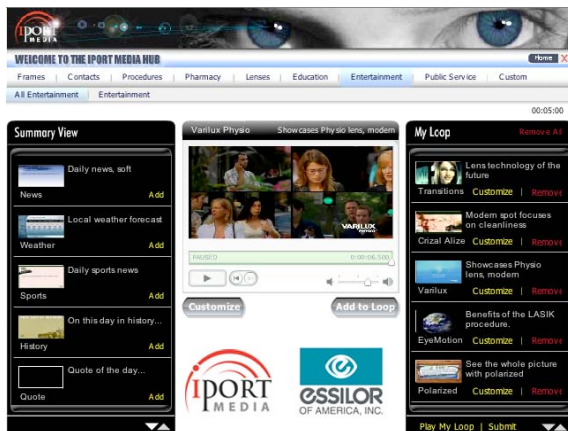 IPORT
MEDIA
WELCOME TO THE IPORT MEDIA HUB
Home X
Frames | Contacts | Procedures | Pharmacy | Lenses | Education | Entertainment | Public Service | Custom
All Entertainment | Entertainment
00:05:00
Summary View
Daily news, soft
News Add
Local weather forecast
Weather Add
Daily sports news
Sports Add
On this day in history...
History Add
Quote of the day...
Quote Add
Varilux Physio Showcases Physio lens, modern
VARILUX
PAUSED 0:00:06.500
Customize Add to Loop
IPORT
MEDIA
ESSILOR
OF AMERICA, INC.
My Loop Remove All
Lens technology of the
future
Transitions Customize | Remove
Modern spot focuses
on cleanliness
Crizal Alize Customize | Remove
Showcases Physio
lens, modern
Varilux Customize | Remove
Benefits of the LASIK
procedure.
EyeMotion Customize | Remove
See the whole picture
with polarized
Polarized Customize | Remove
Play My Loop | Submit